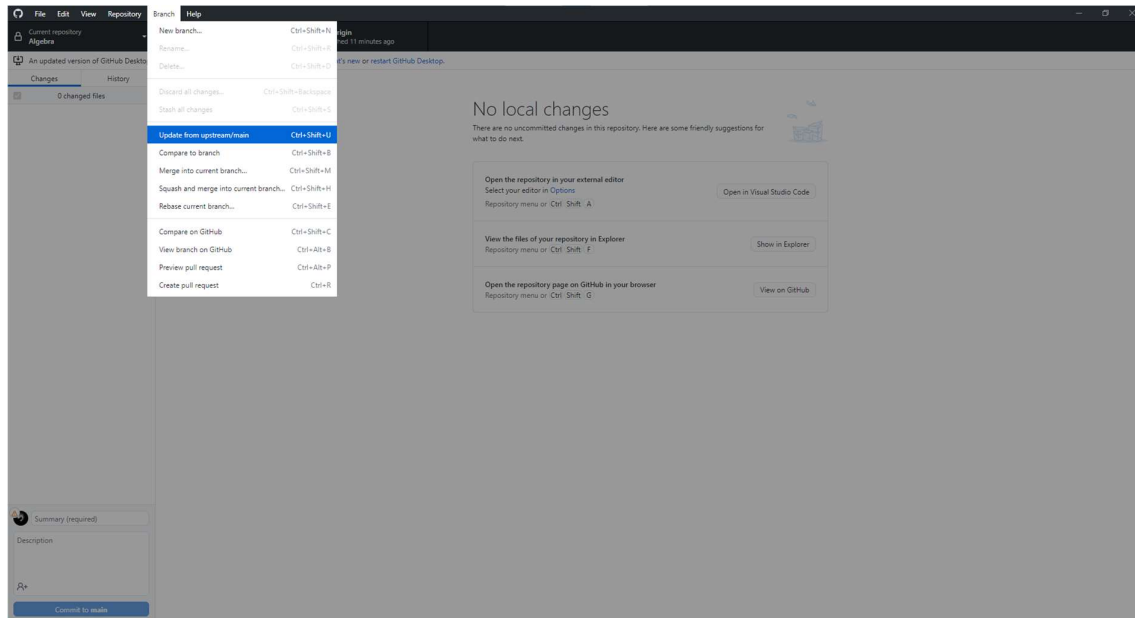 File Edit View Repository Branch Help
Current repository
Algebra
origin
hed 11 minutes ago
An updated version of GitHub Deskto
at's new or restart GitHub Desktop.
Changes History
0 changed files
New branch... Ctrl+Shift+N
Rename... Ctrl+Shift+R
Delete... Ctrl+Shift+D
Discard all changes... Ctrl+Shift+Backspace
Stash all changes Ctrl+Shift+S
Update from upstream/main Ctrl+Shift+U
Compare to branch Ctrl+Shift+B
Merge into current branch... Ctrl+Shift+M
Squash and merge into current branch... Ctrl+Shift+H
Rebase current branch... Ctrl+Shift+E
Compare on GitHub Ctrl+Shift+C
View branch on GitHub Ctrl+Alt+B
Preview pull request Ctrl+Alt+P
Create pull request Ctrl+R
No local changes
There are no uncommitted changes in this repository. Here are some friendly suggestions for
what to do next.
Open the repository in your external editor
Select your editor in Options
Repository menu or Ctrl Shift A
Open in Visual Studio Code
View the files of your repository in Explorer
Repository menu or Ctrl Shift F
Show in Explorer
Open the repository page on GitHub in your browser
Repository menu or Ctrl Shift G
View on GitHub
Summary (required)
Description
Commit to main